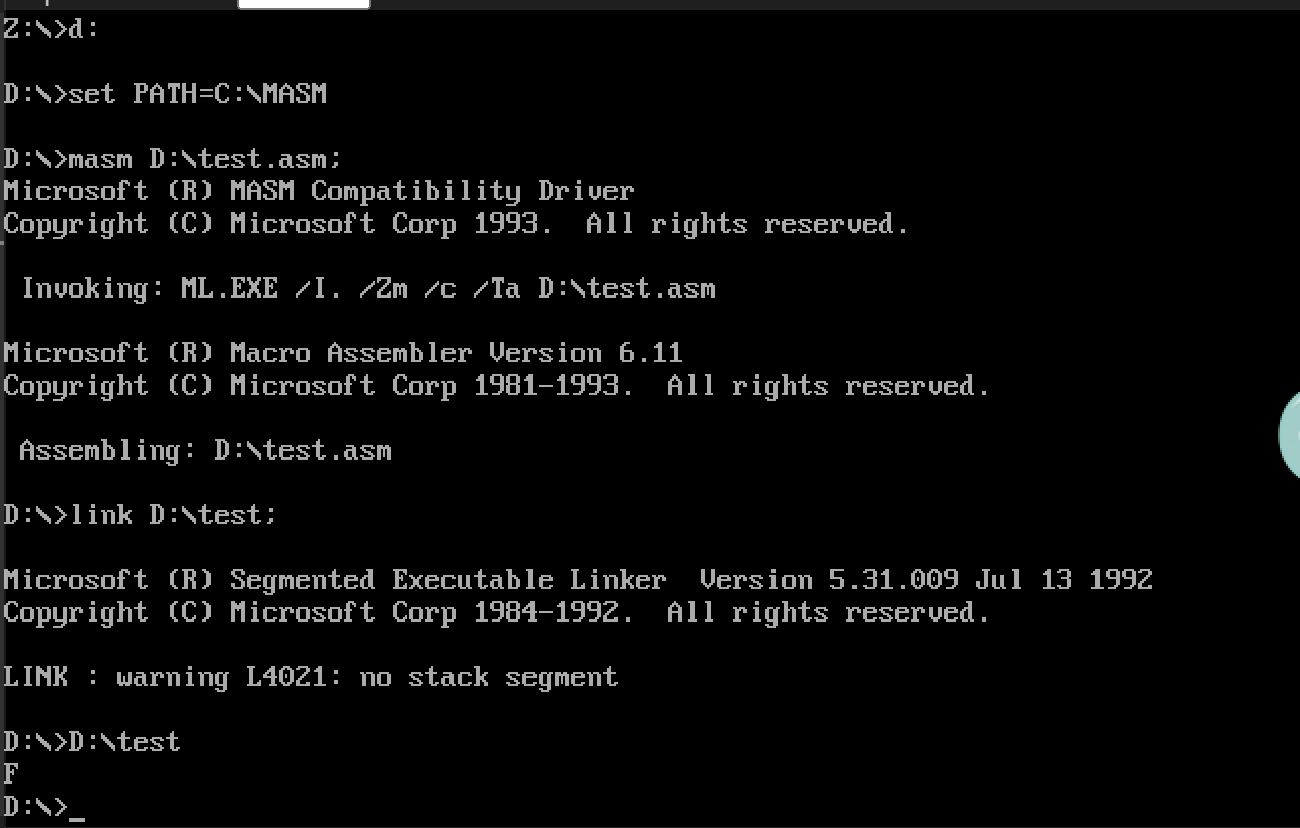 Z:\>d:
D:\>set PATH=C:\MASM
D:\>masm D:\test.asm;
Microsoft (R) MASM Compatibility Driver
Copyright (C) Microsoft Corp 1993.  All rights reserved.
Invoking: ML.EXE /I. /Zm /c /Ta D:\test.asm
Microsoft (R) Macro Assembler Version 6.11
Copyright (C) Microsoft Corp 1981-1993.  All rights reserved.
Assembling: D:\test.asm
D:\>link D:\test;
Microsoft (R) Segmented Executable Linker  Version 5.31.009 Jul 13 1992
Copyright (C) Microsoft Corp 1984-1992.  All rights reserved.
LINK : warning L4021: no stack segment
D:\>D:\test
F
D:\>_